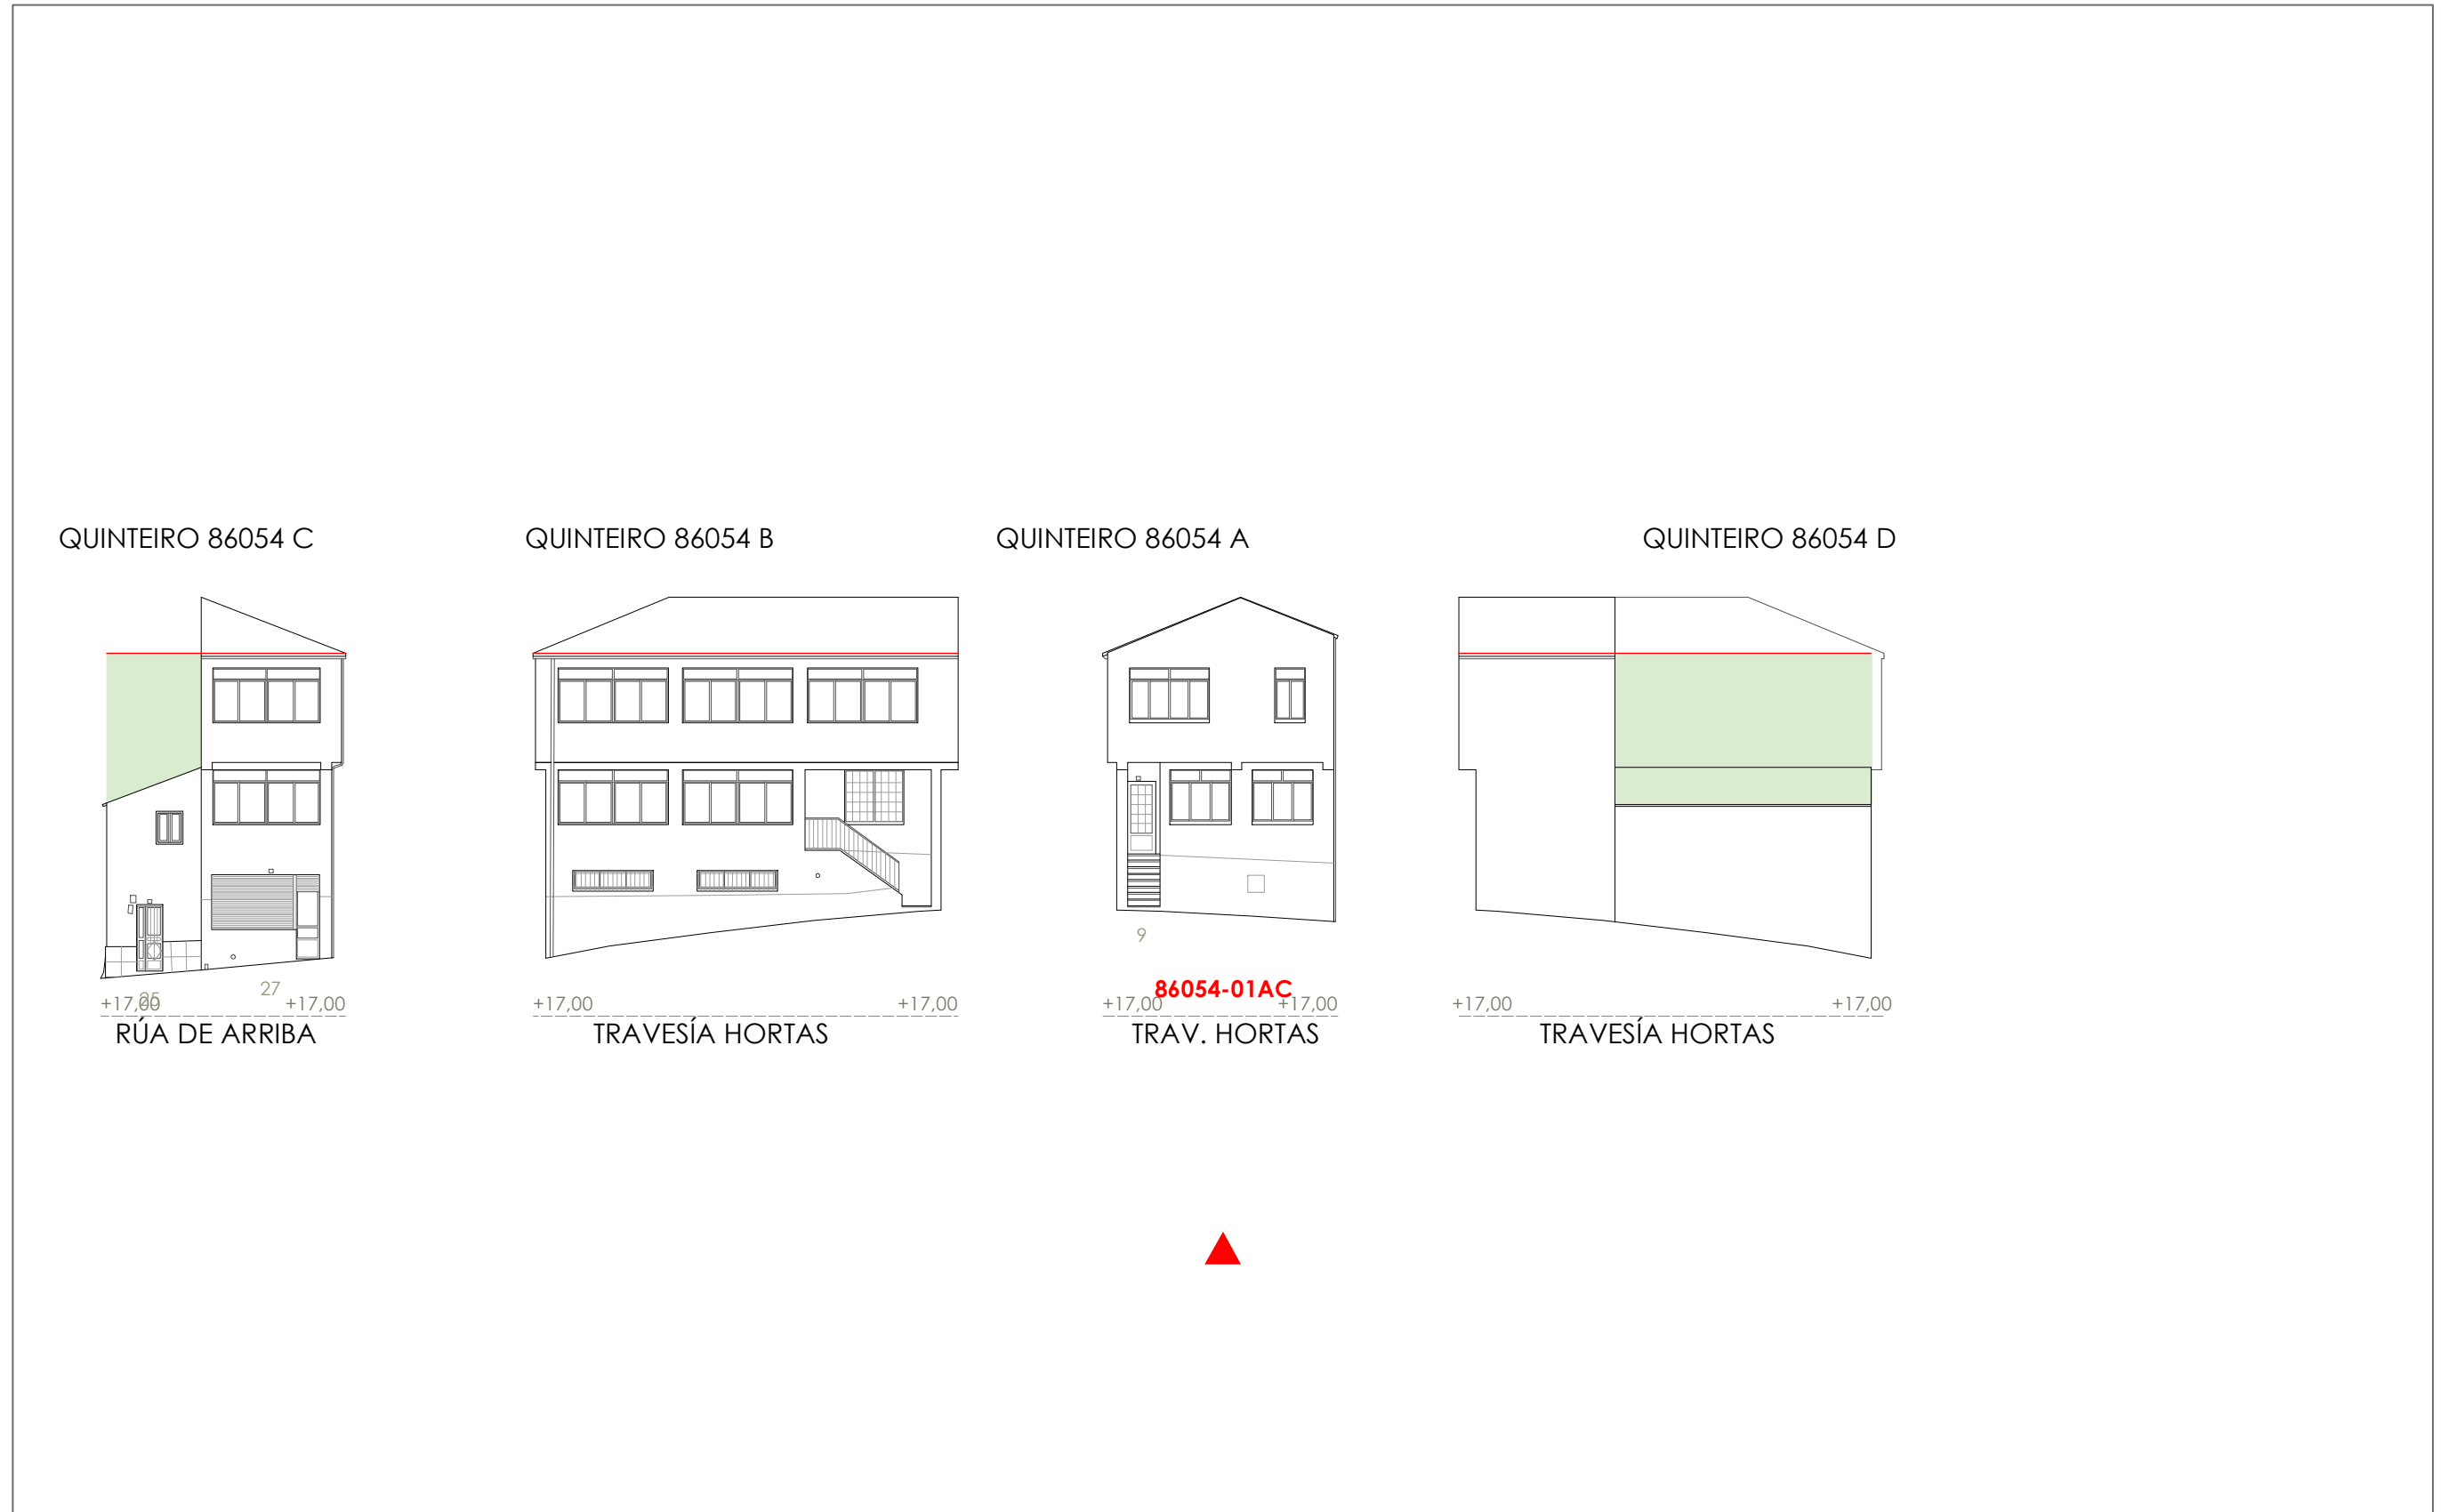 QUINTEIRO 86054 C
QUINTEIRO 86054 B
QUINTEIRO 86054 A
QUINTEIRO 86054 D
9
25
27
86054-01AC
+17,00
+17,00
+17,00
+17,00
+17,00
+17,00
+17,00
+17,00
RÚA DE ARRIBA
TRAVESÍA HORTAS
TRAV. HORTAS
TRAVESÍA HORTAS